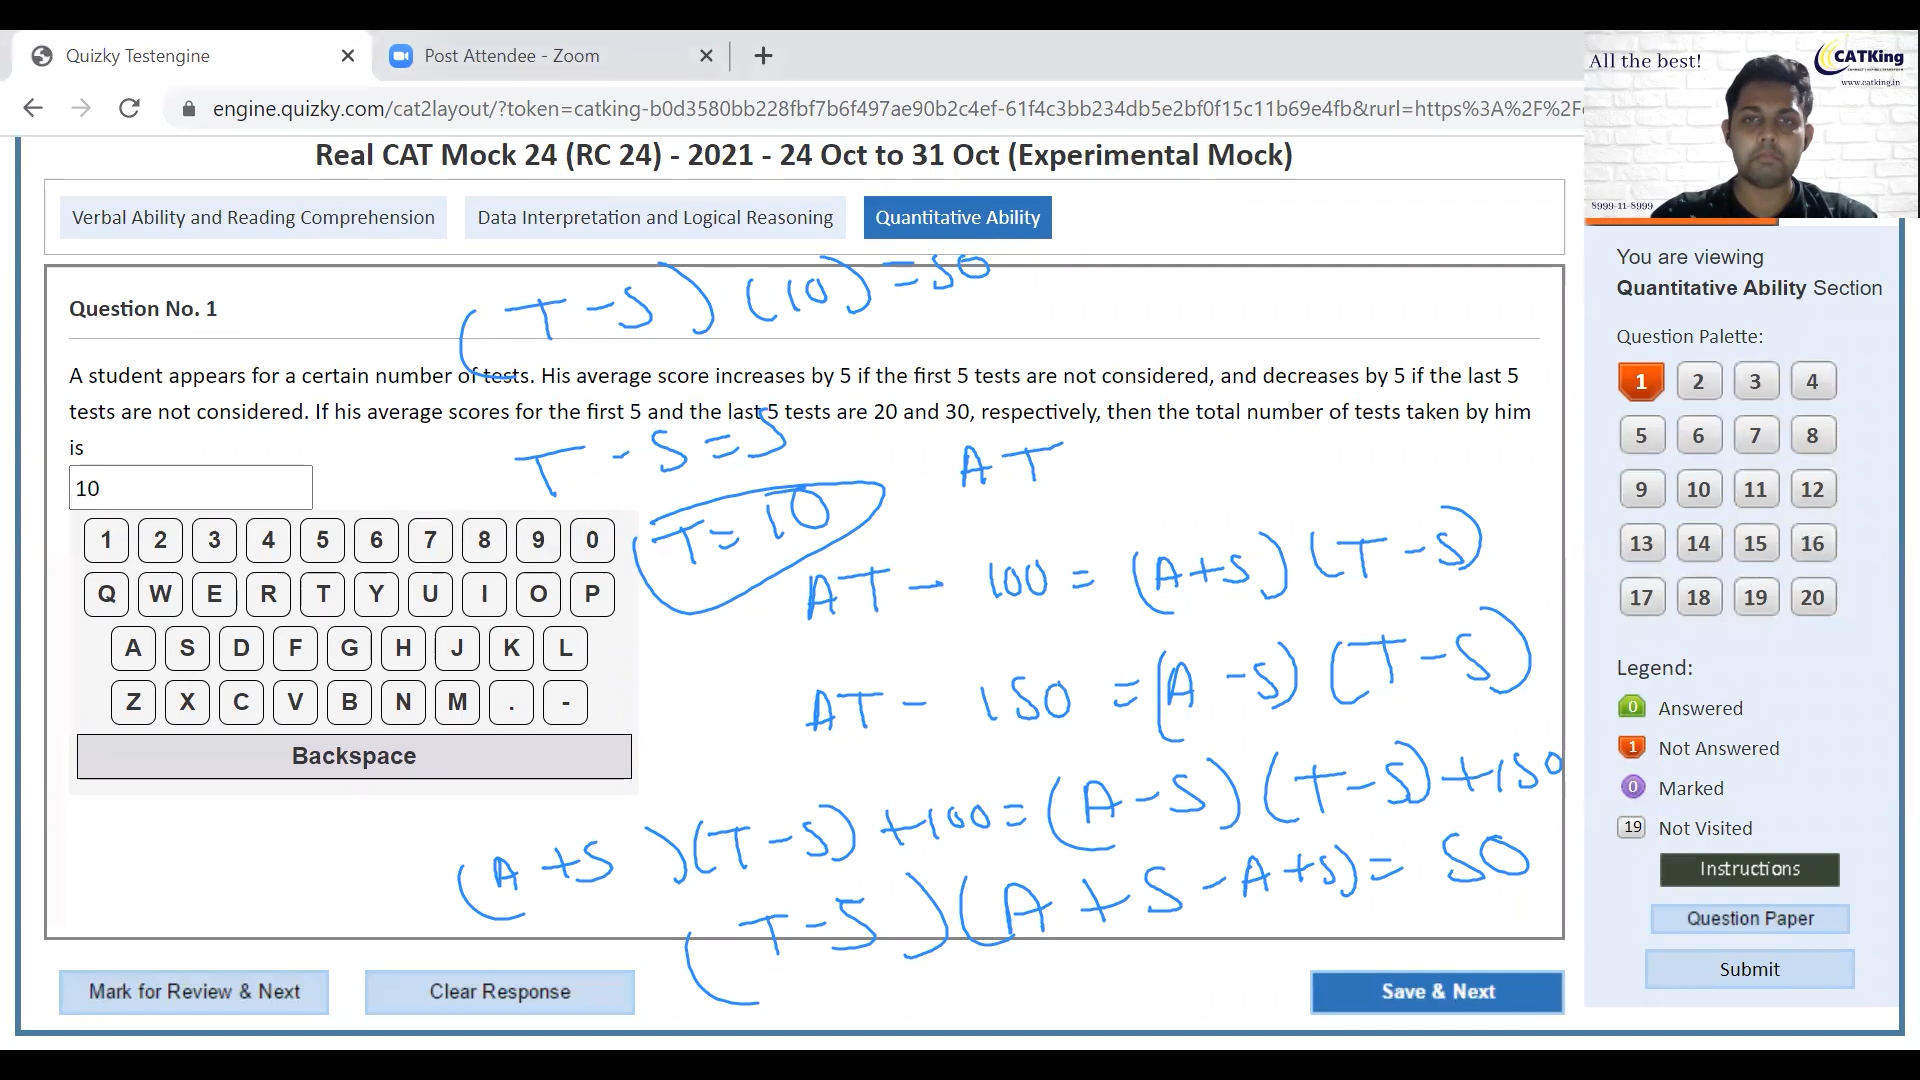 Quizky Testengine
Post Attendee - Zoom
engine.quizky.com/cat2layout/?token=catking-b0d3580bb228fbf7b6f497ae90b2c4ef-61f4c3bb234db5e2bf0f15c11b69e4fb&rurl=https%3A%2F%2F
All the best!
CATKing
www.catking.in
8999-11-8999
Real CAT Mock 24 (RC 24) - 2021 - 24 Oct to 31 Oct (Experimental Mock)
Verbal Ability and Reading Comprehension
Data Interpretation and Logical Reasoning
Quantitative Ability
(T - 5) (10) = 50
Question No. 1
A student appears for a certain number of tests. His average score increases by 5 if the first 5 tests are not considered, and decreases by 5 if the last 5
tests are not considered. If his average scores for the first 5 and the last 5 tests are 20 and 30, respectively, then the total number of tests taken by him
is
T - 5 = 5
AT
10
T = 10
1 2 3 4 5 6 7 8 9 0
Q W E R T Y U I O P
A S D F G H J K L
Z X C V B N M . -
Backspace
AT - 100 = (A+5) (T-5)
AT - 150 = (A-5) (T-5)
(A+5)(T-5)+100 = (A-5)(T-5)+150
(T-5)(A+5-A+5) = 50
Mark for Review & Next
Clear Response
Save & Next
You are viewing
Quantitative Ability Section
Question Palette:
1 2 3 4
5 6 7 8
9 10 11 12
13 14 15 16
17 18 19 20
Legend:
0 Answered
1 Not Answered
0 Marked
19 Not Visited
Instructions
Question Paper
Submit